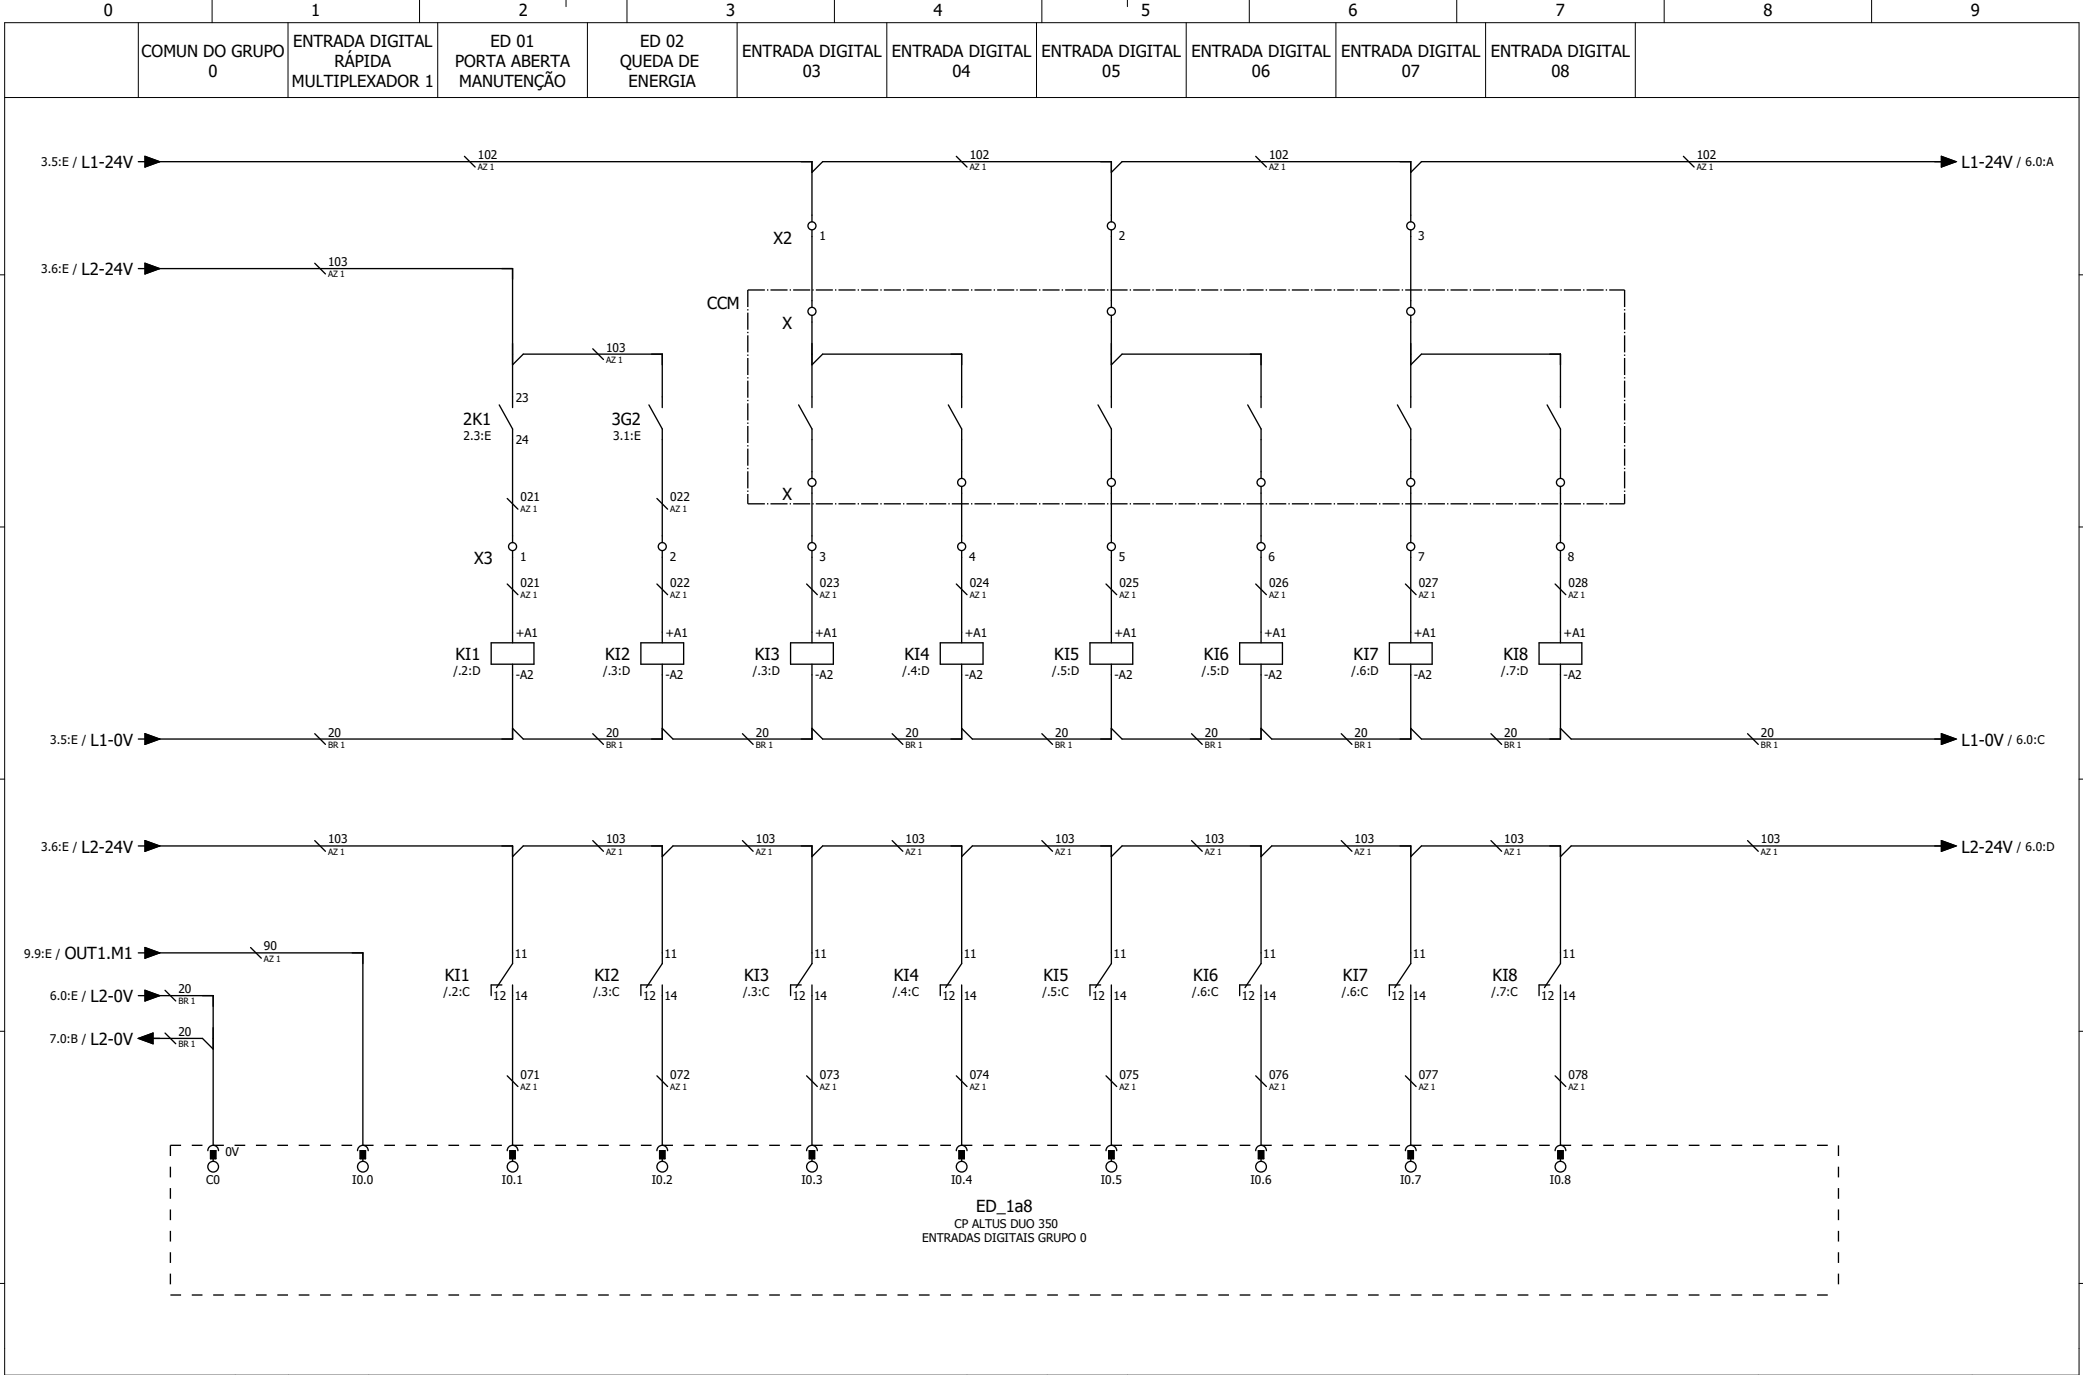 0 1 2 3 4 5 6 7 8 9
COMUN DO GRUPO
0
ENTRADA DIGITAL
RÁPIDA
MULTIPLEXADOR 1
ED 01
PORTA ABERTA
MANUTENÇÃO
ED 02
QUEDA DE
ENERGIA
ENTRADA DIGITAL
03
ENTRADA DIGITAL
04
ENTRADA DIGITAL
05
ENTRADA DIGITAL
06
ENTRADA DIGITAL
07
ENTRADA DIGITAL
08
3.5:E / L1-24V 102 102 102 102 L1-24V / 6.0:A
AZ 1 AZ 1 AZ 1 AZ 1
X2 1 2 3
3.6:E / L2-24V 103
AZ 1
CCM
X
103
AZ 1
23
2K1 3G2
2.3:E 24 3.1:E
X
021 022
AZ 1 AZ 1
X3 1 2 3 4 5 6 7 8
021 022 023 024 025 026 027 028
AZ 1 AZ 1 AZ 1 AZ 1 AZ 1 AZ 1 AZ 1 AZ 1
+A1 +A1 +A1 +A1 +A1 +A1 +A1 +A1
KI1 KI2 KI3 KI4 KI5 KI6 KI7 KI8
/.2:D /.3:D /.3:D /.4:D /.5:D /.5:D /.6:D /.7:D
-A2 -A2 -A2 -A2 -A2 -A2 -A2 -A2
3.5:E / L1-0V 20 20 20 20 20 20 20 20 20 L1-0V / 6.0:C
BR 1 BR 1 BR 1 BR 1 BR 1 BR 1 BR 1 BR 1 BR 1
3.6:E / L2-24V 103 103 103 103 103 103 103 103 103 L2-24V / 6.0:D
AZ 1 AZ 1 AZ 1 AZ 1 AZ 1 AZ 1 AZ 1 AZ 1 AZ 1
9.9:E / OUT1.M1 90 11 11 11 11 11 11 11 11
AZ 1
KI1 KI2 KI3 KI4 KI5 KI6 KI7 KI8
/.2:C /.3:C /.3:C /.4:C /.5:C /.6:C /.6:C /.7:C
6.0:E / L2-0V 20 12 14 12 14 12 14 12 14 12 14 12 14 12 14 12 14
BR 1
7.0:B / L2-0V 20
BR 1
071 072 073 074 075 076 077 078
AZ 1 AZ 1 AZ 1 AZ 1 AZ 1 AZ 1 AZ 1 AZ 1
0V
C0 I0.0 I0.1 I0.2 I0.3 I0.4 I0.5 I0.6 I0.7 I0.8
ED_1a8
CP ALTUS DUO 350
ENTRADAS DIGITAIS GRUPO 0